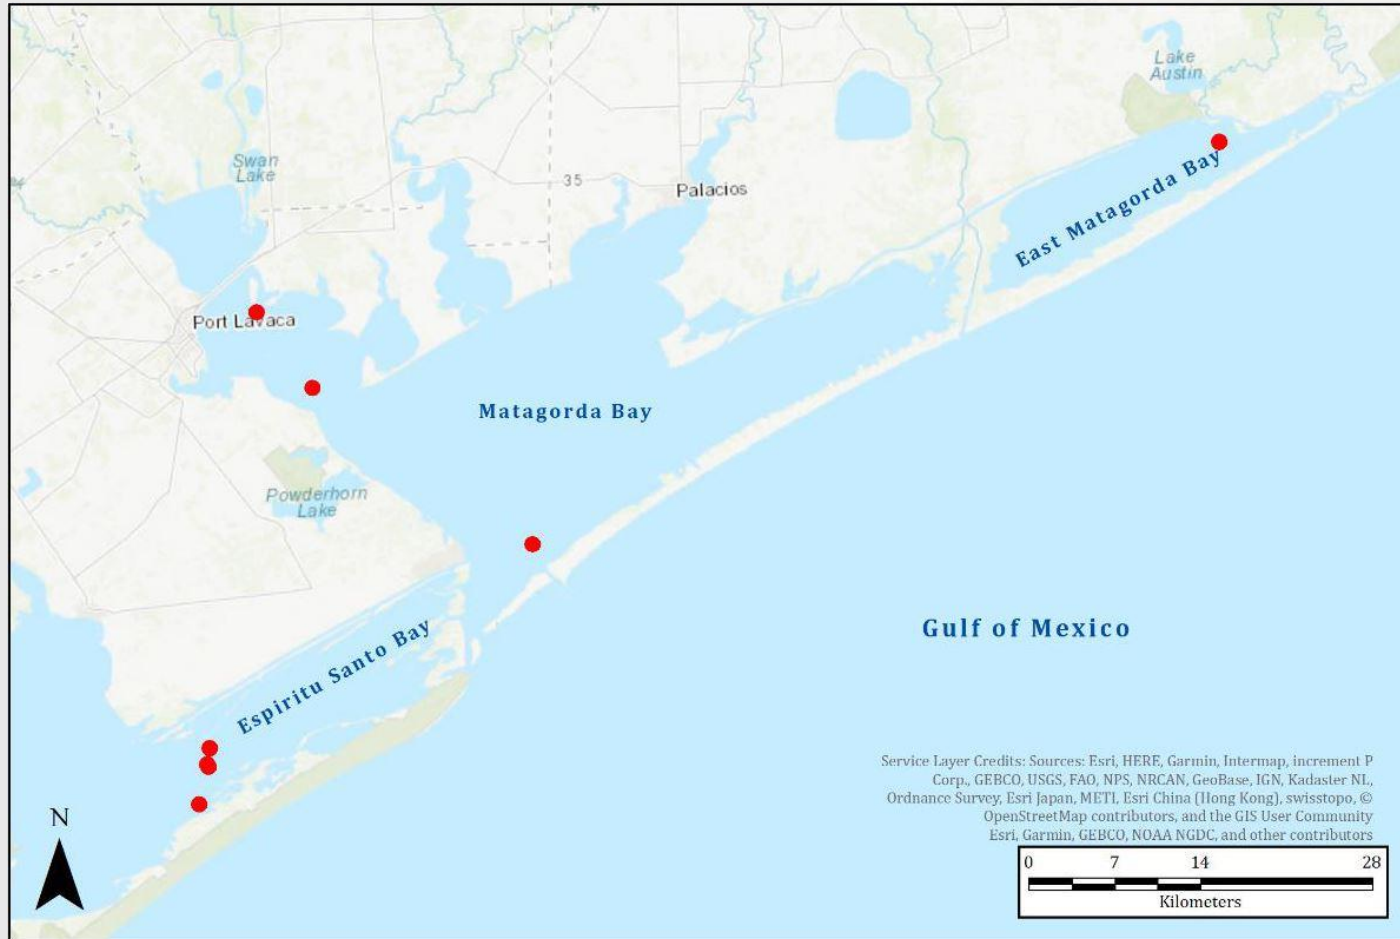 Lake
Austin
Swan
Lake
35
Palacios
East Matagorda Bay
Port Lavaca
Matagorda Bay
Powderhorn
Lake
Espiritu Santo Bay
Gulf of Mexico
Service Layer Credits: Sources: Esri, HERE, Garmin, Intermap, increment P
Corp., GEBCO, USGS, FAO, NPS, NRCAN, GeoBase, IGN, Kadaster NL,
Ordnance Survey, Esri Japan, METI, Esri China (Hong Kong), swisstopo, ©
OpenStreetMap contributors, and the GIS User Community
Esri, Garmin, GEBCO, NOAA NGDC, and other contributors
N
0 7 14 28
Kilometers